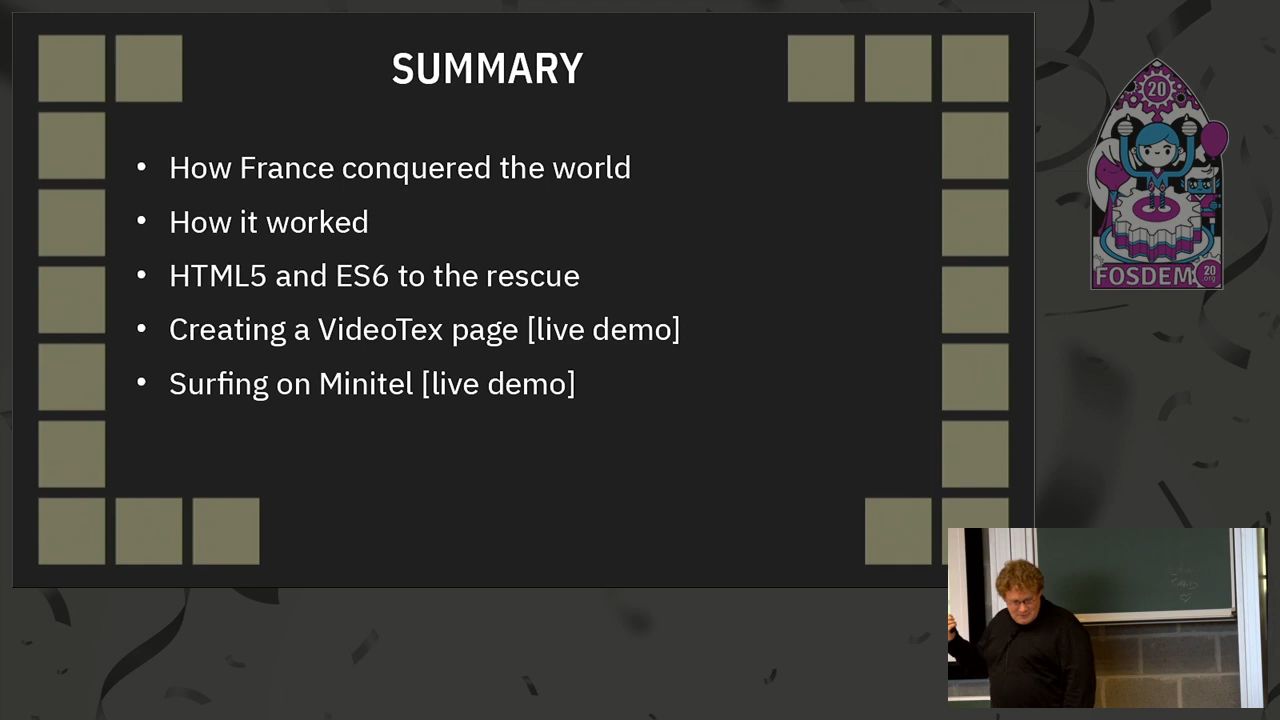 SUMMARY
• How France conquered the world
• How it worked
• HTML5 and ES6 to the rescue
• Creating a VideoTex page [live demo]
• Surfing on Minitel [live demo]
20
FOSDEM
20
org